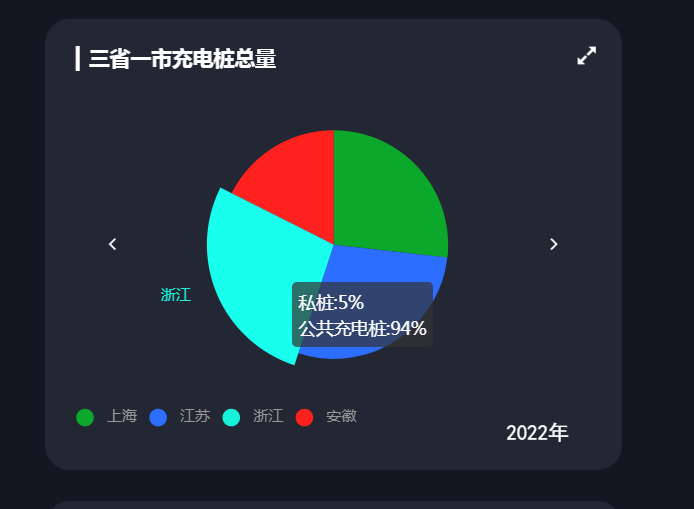 三省一市充电桩总量
浙江
私桩:5%
公共充电桩:94%
上海 江苏 浙江 安徽
2022年